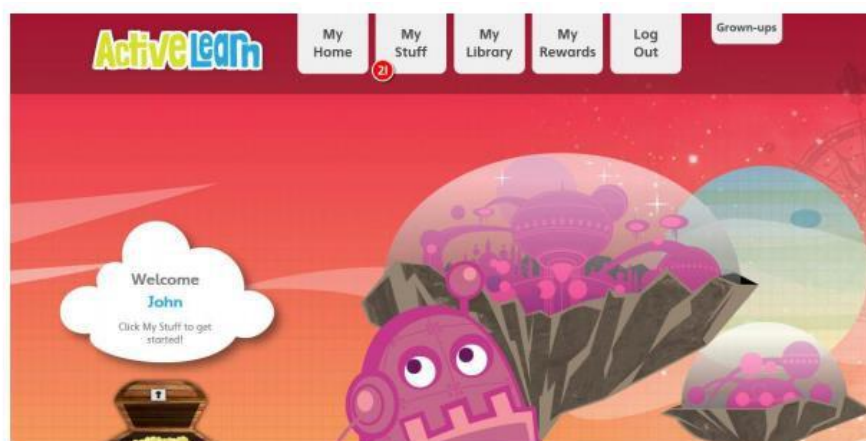 ActiveLearn
My
Home
My
Stuff
2!
My
Library
My
Rewards
Log
Out
Grown-ups
Welcome
John
Click My Stuff to get
started!